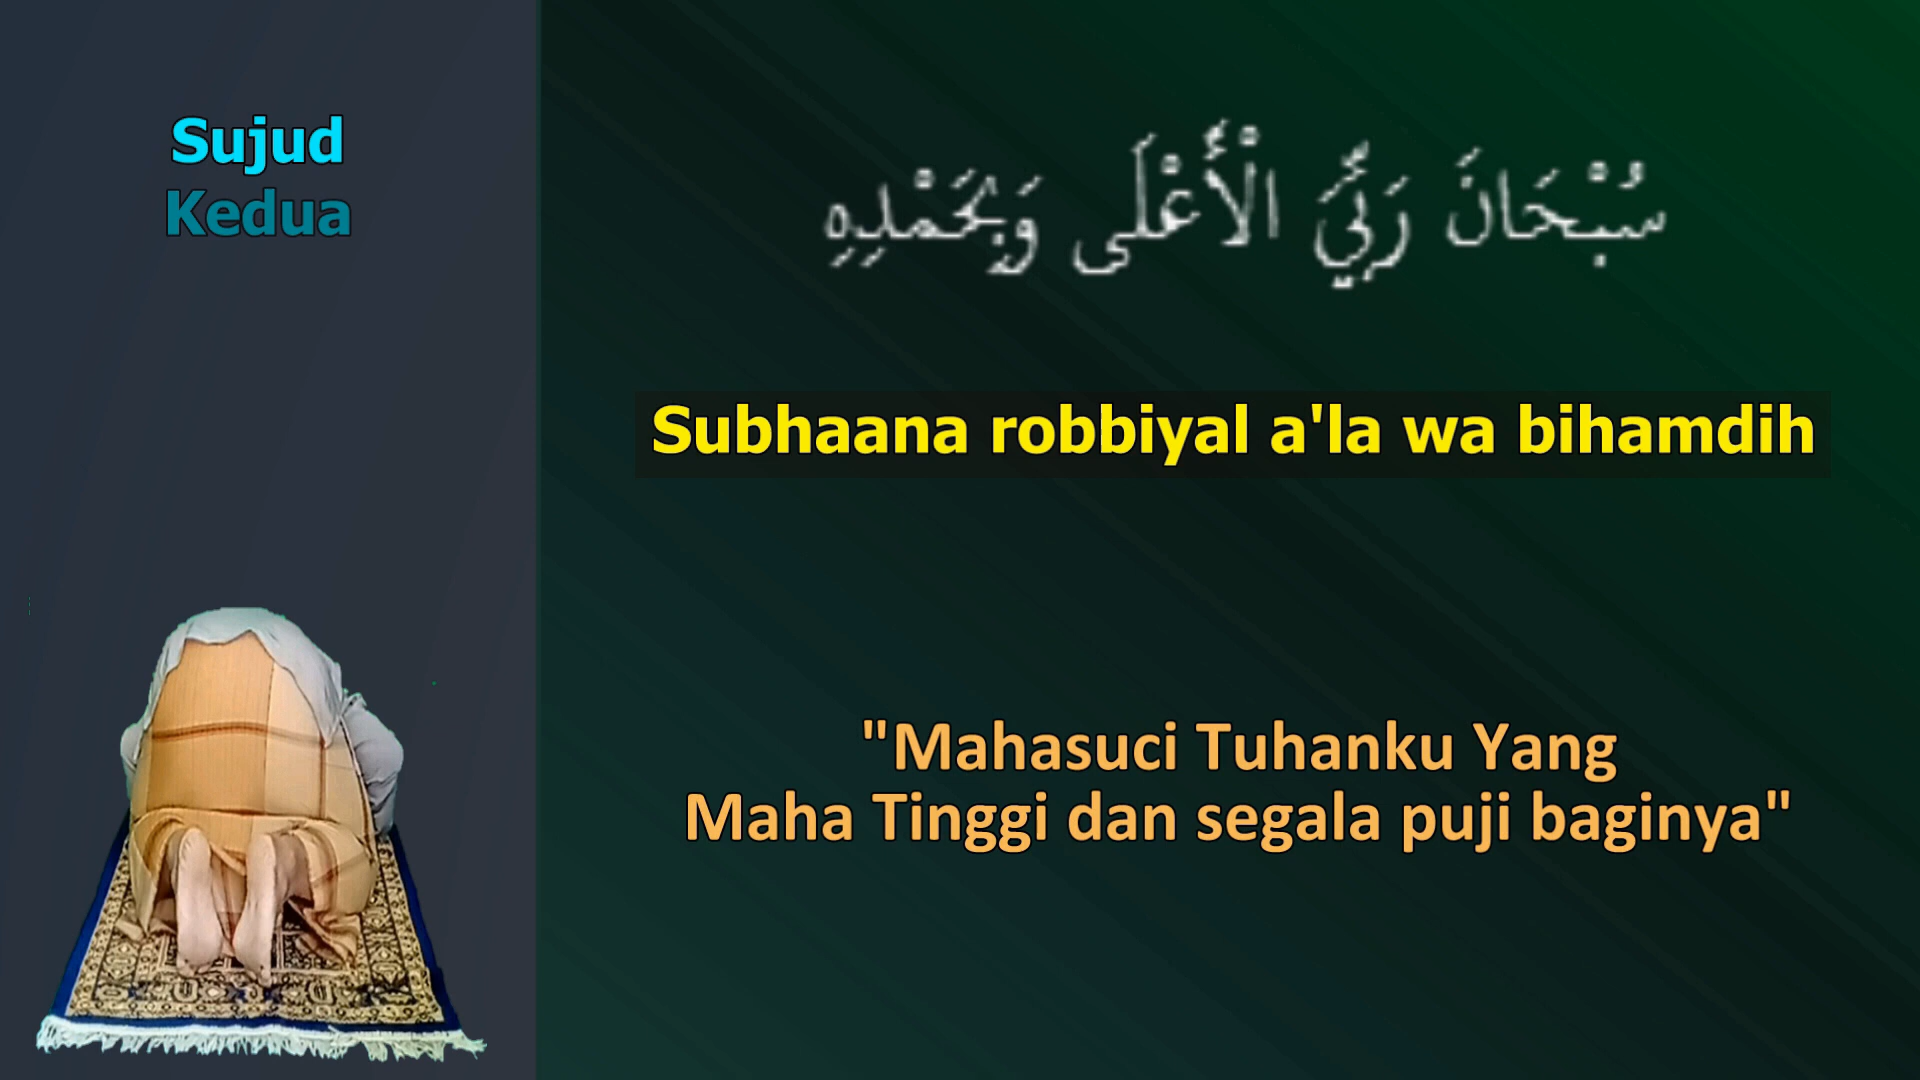 Sujud
Kedua
سُبْحَانَ رَبِّيَ الْأَعْلَى وَبِحَمْدِهِ
Subhaana robbiyal a'la wa bihamdih
"Mahasuci Tuhanku Yang
Maha Tinggi dan segala puji baginya"